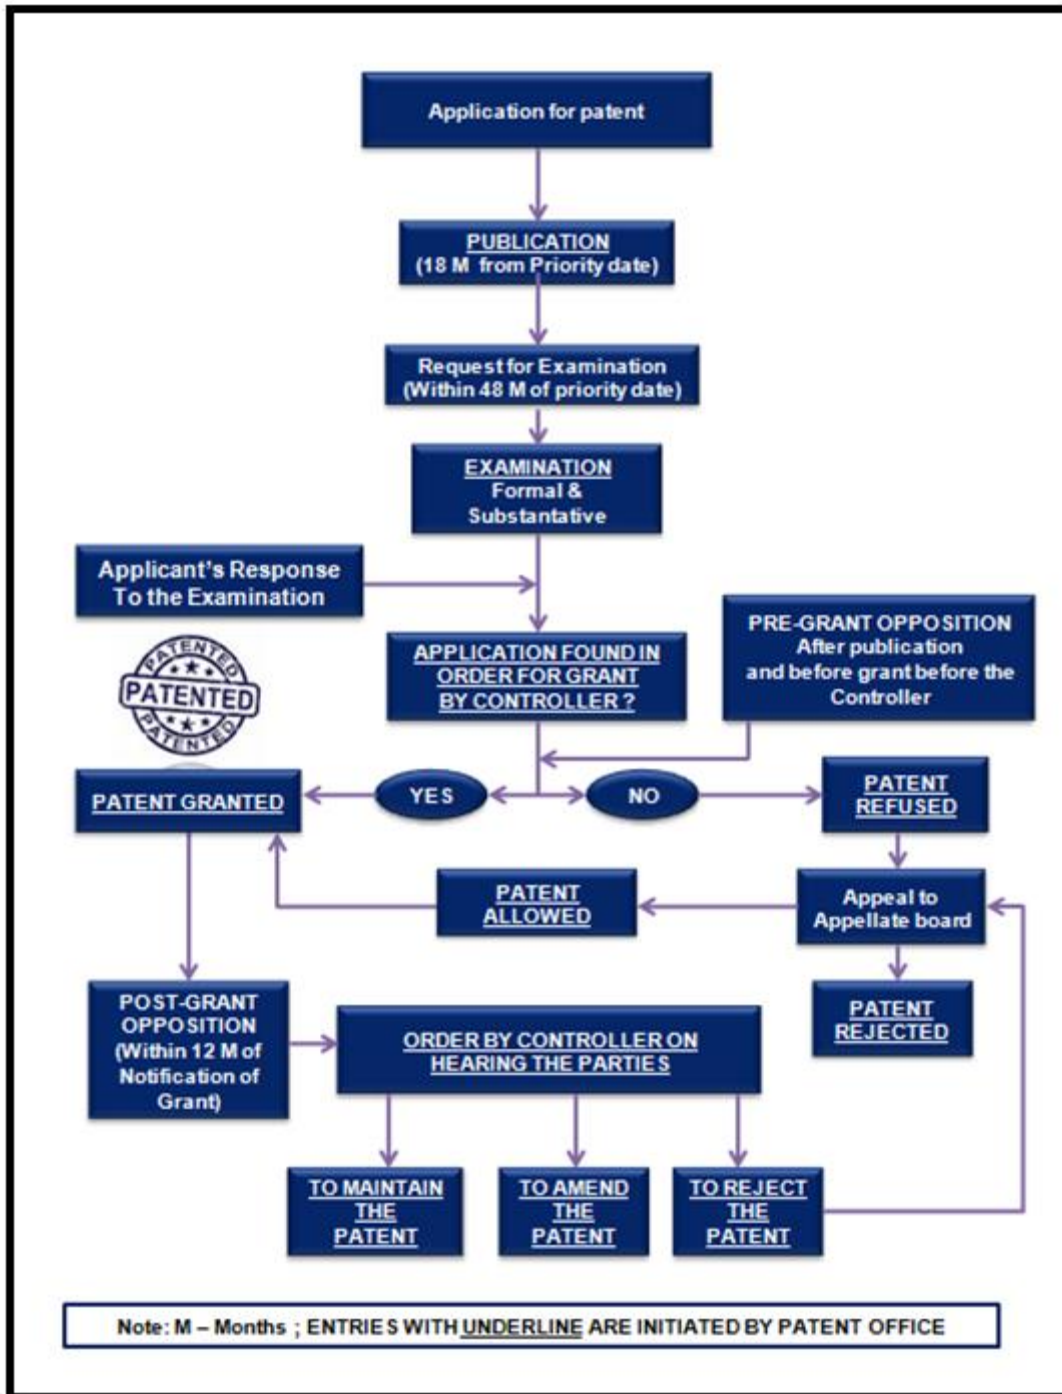 Application for patent
PUBLICATION
(18 M from Priority date)
Request for Examination
(Within 48 M of priority date)
EXAMINATION
Formal &
Substantative
Applicant's Response
To the Examination
PRE-GRANT OPPOSITION
After publication
and before grant before the
Controller
APPLICATION FOUND IN
ORDER FOR GRANT
BY CONTROLLER ?
PATENTED
PATENTED
PATENTED
PATENT GRANTED
YES
NO
PATENT
REFUSED
PATENT
ALLOWED
Appeal to
Appellate board
PATENT
REJECTED
POST-GRANT
OPPOSITION
(Within 12 M of
Notification of
Grant)
ORDER BY CONTROLLER ON
HEARING THE PARTIES
TO MAINTAIN
THE
PATENT
TO AMEND
THE
PATENT
TO REJECT
THE
PATENT
Note: M – Months ; ENTRIES WITH UNDERLINE ARE INITIATED BY PATENT OFFICE